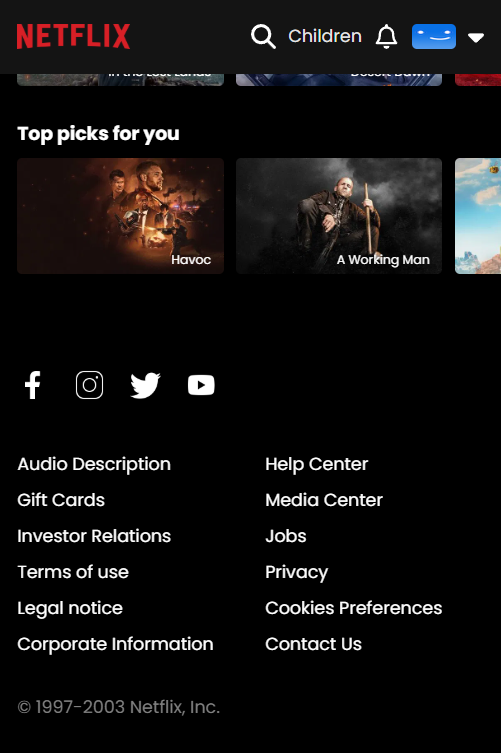 NETFLIX
Children
In the Lost Lands
Desert Dawn
Top picks for you
Havoc
A Working Man
Audio Description
Help Center
Gift Cards
Media Center
Investor Relations
Jobs
Terms of use
Privacy
Legal notice
Cookies Preferences
Corporate Information
Contact Us
© 1997-2003 Netflix, Inc.